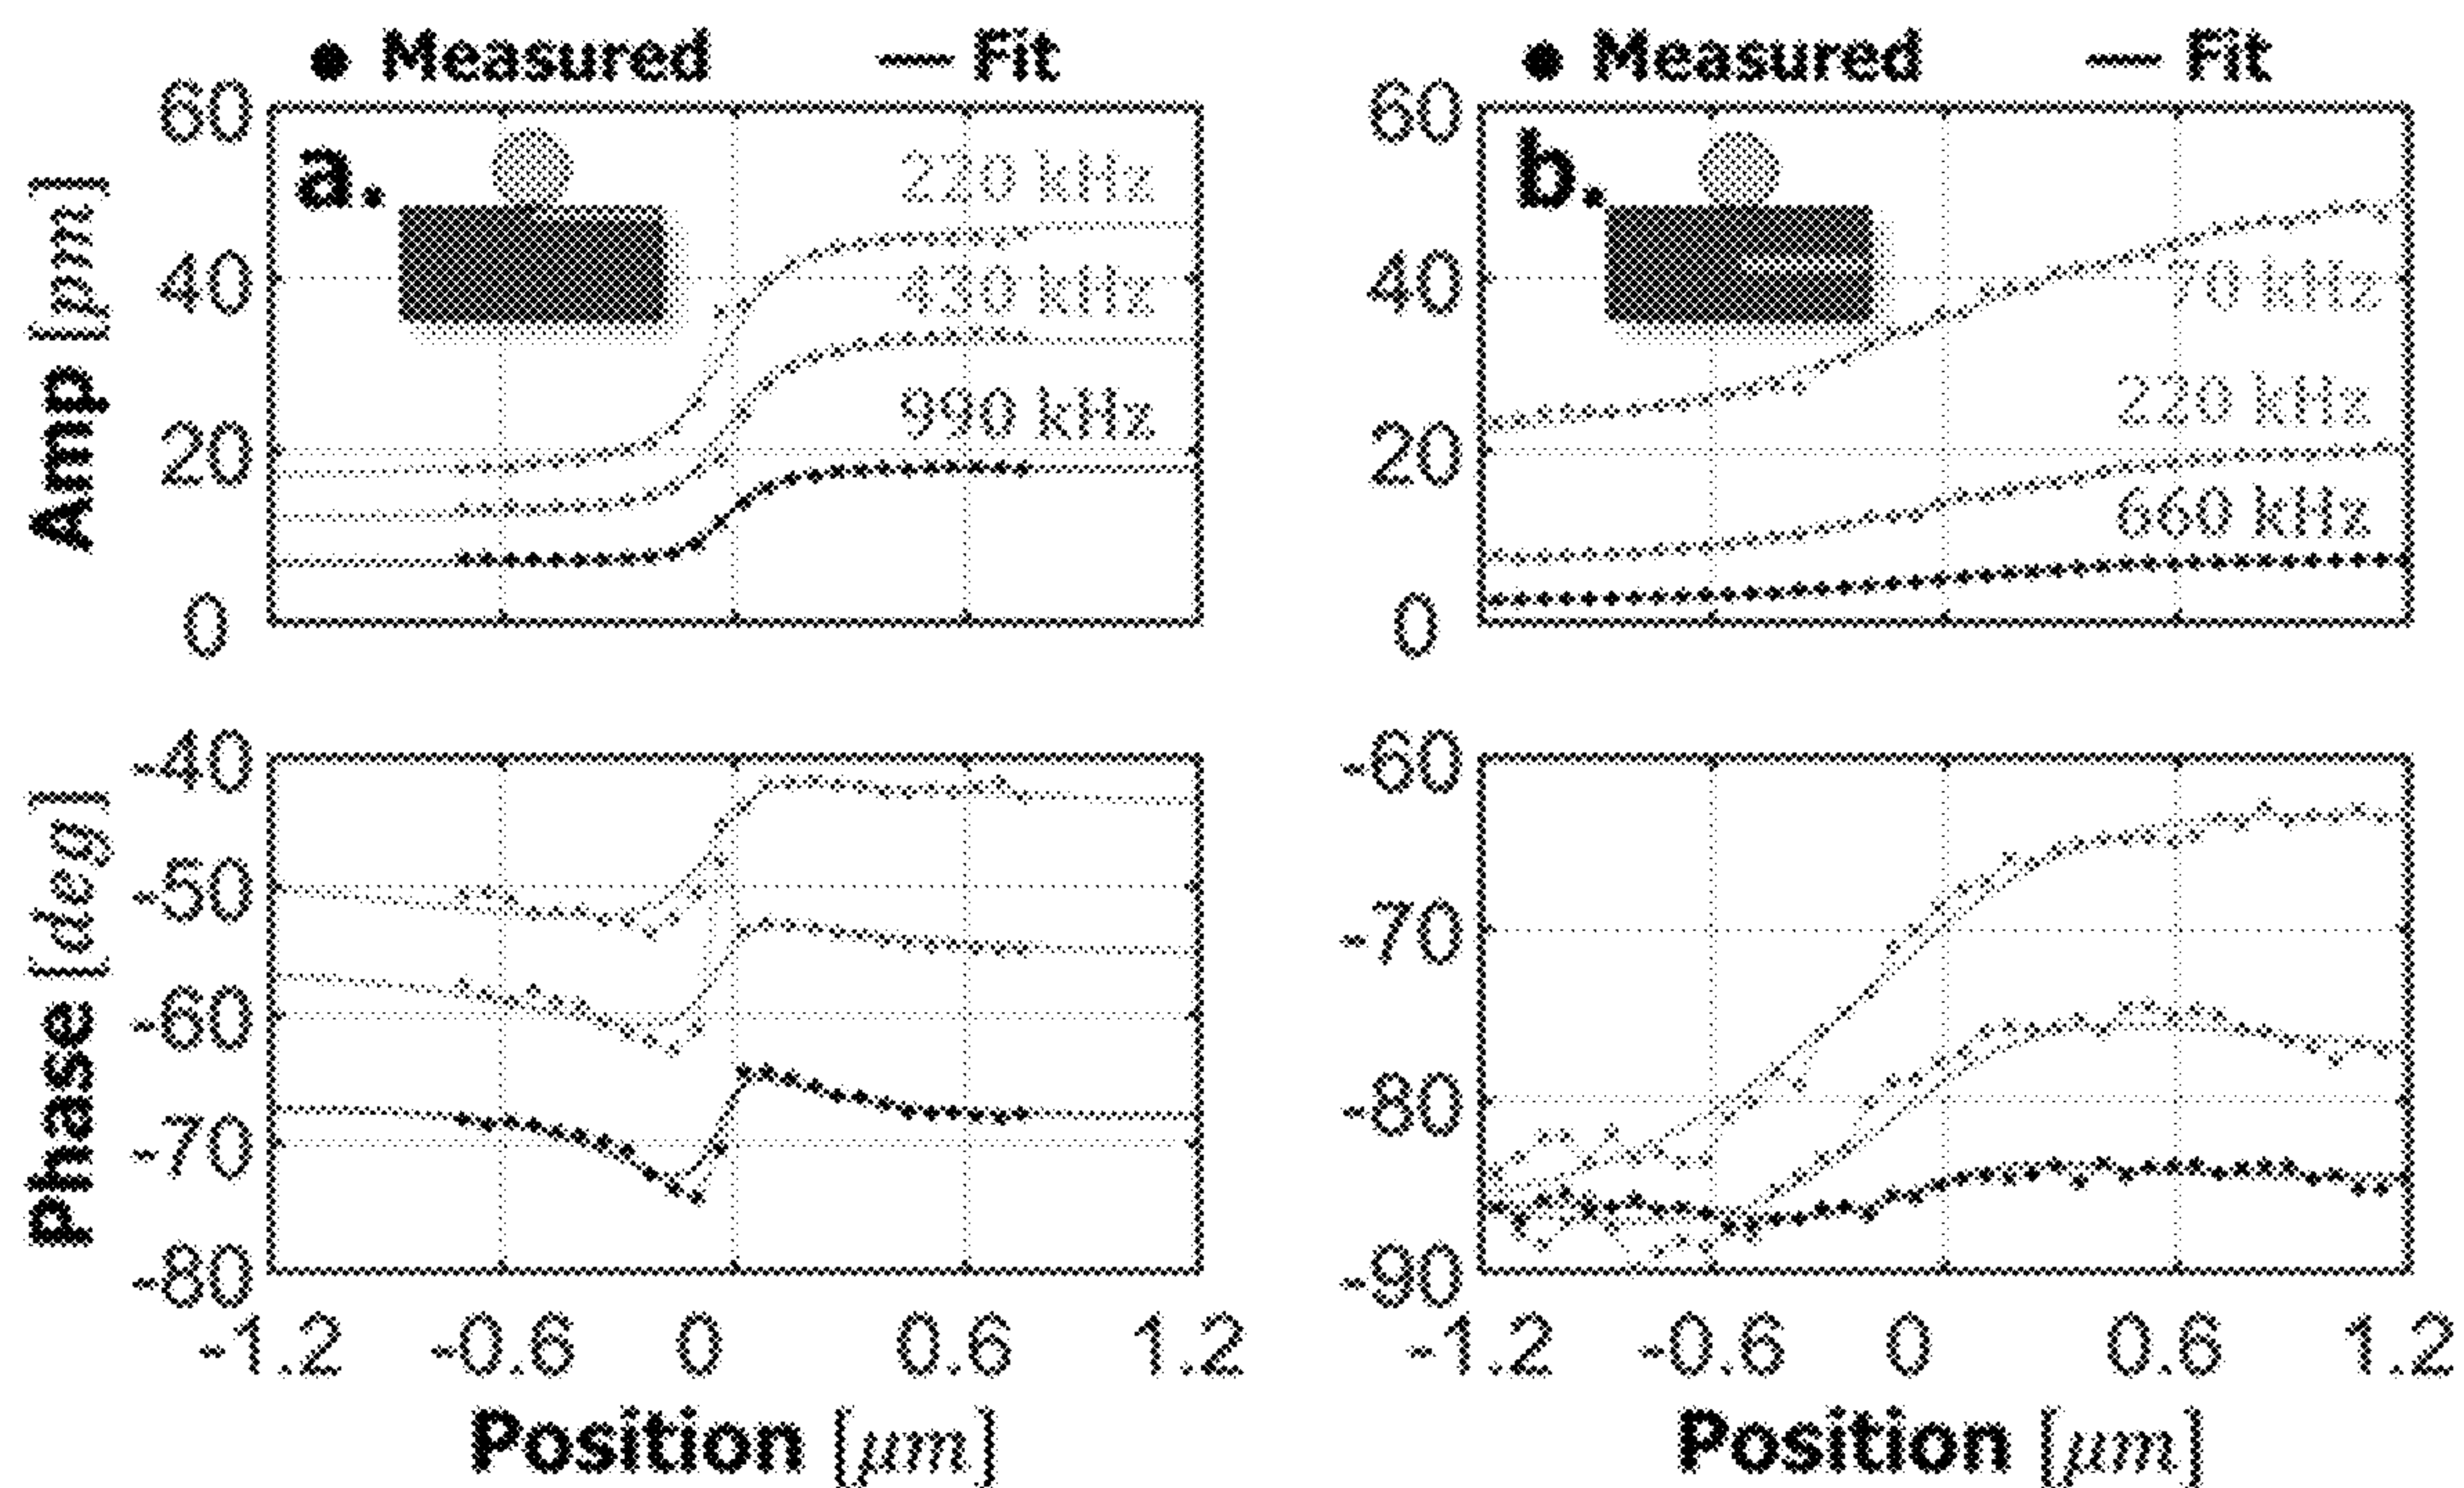 ● Measured — Fit
a.
Amp [pm]
60
40
20
0
220 kHz
430 kHz
990 kHz
Phase [deg]
-40
-50
-60
-70
-80
-1.2 -0.6 0 0.6 1.2
Position [μm]
● Measured — Fit
b.
60
40
20
0
70 kHz
220 kHz
660 kHz
-60
-70
-80
-90
-1.2 -0.6 0 0.6 1.2
Position [μm]